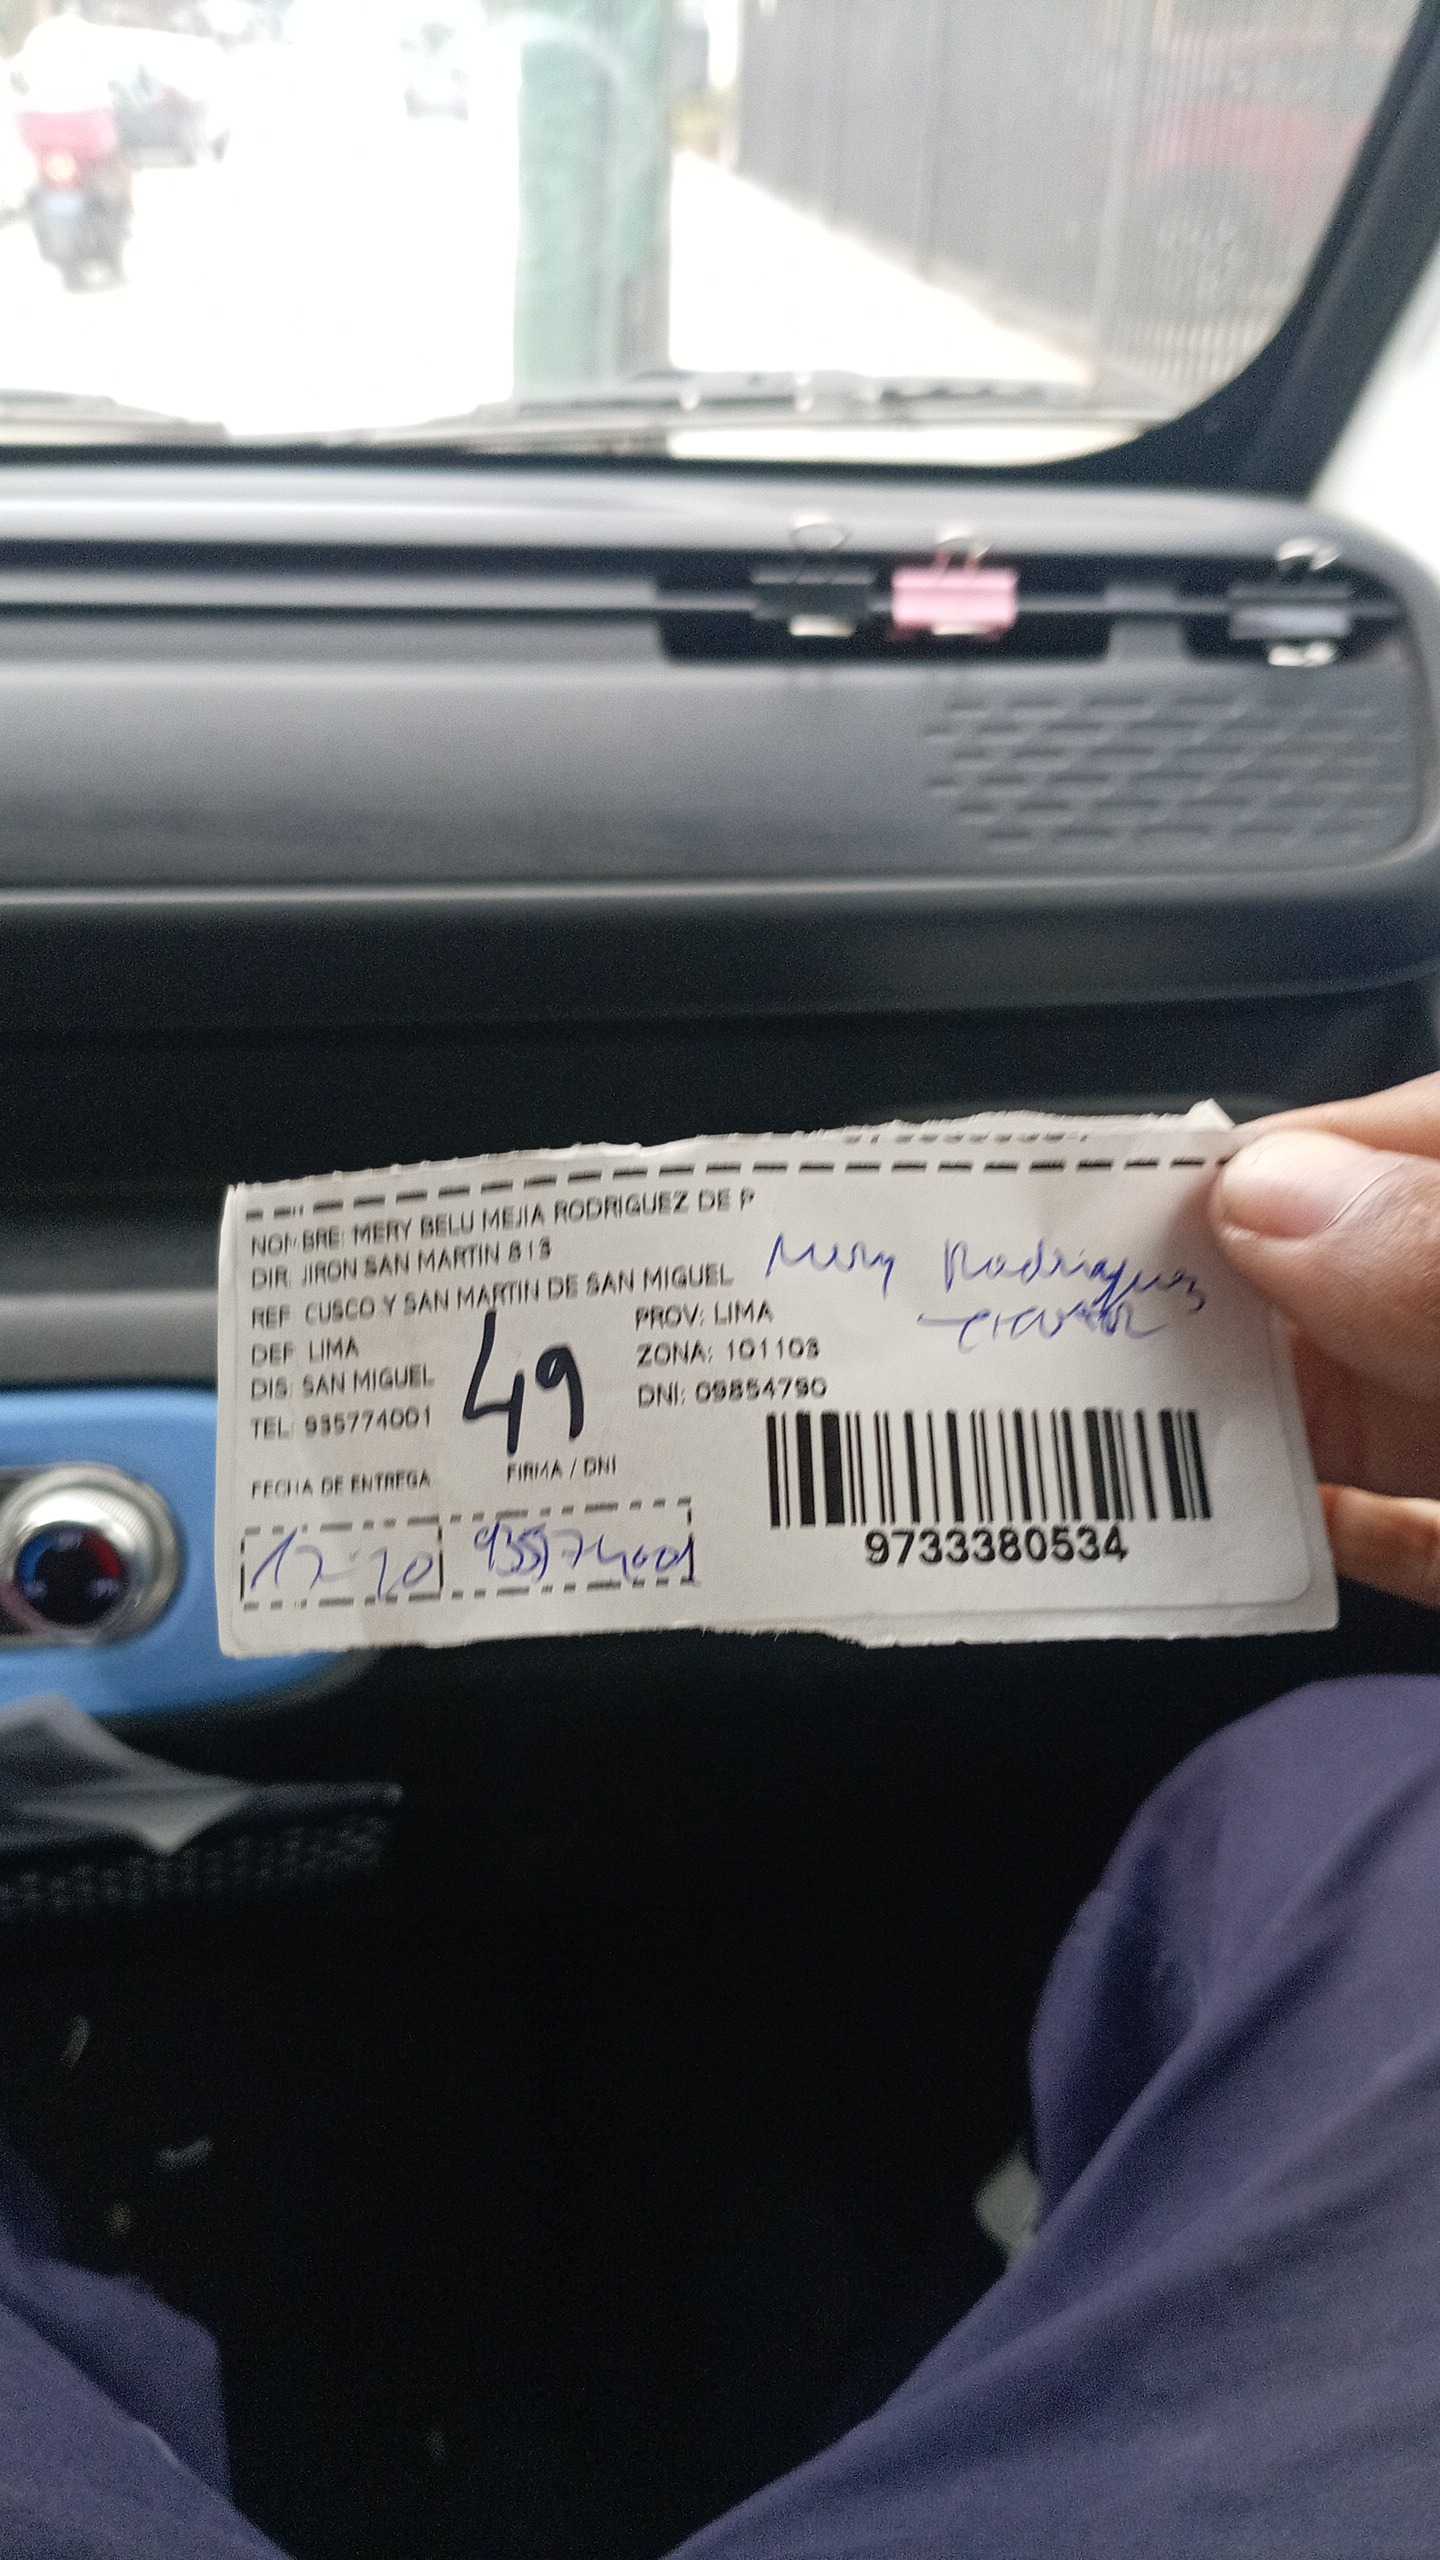 NOMBRE: MERY BELU MEJIA RODRIGUEZ DE P
DIR: JIRON SAN MARTIN 813
REF: CUSCO Y SAN MARTIN DE SAN MIGUEL
DEP: LIMA
PROV: LIMA
DIS: SAN MIGUEL
ZONA: 101103
TEL: 935774001
DNI: 09854790
49
Mery Rodriguez
FECHA DE ENTREGA
FIRMA / DNI
935774001
9733380534